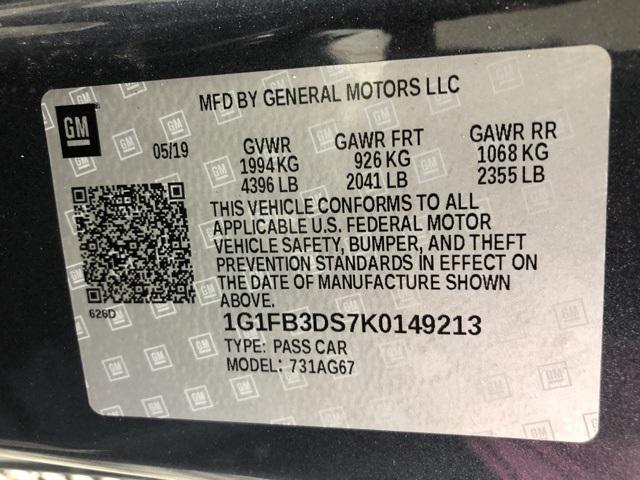 MFD BY GENERAL MOTORS LLC
GM
05/19
GVWR GAWR FRT GAWR RR
1994 KG 926 KG 1068 KG
4396 LB 2041 LB 2355 LB
THIS VEHICLE CONFORMS TO ALL
APPLICABLE U.S. FEDERAL MOTOR
VEHICLE SAFETY, BUMPER, AND THEFT
PREVENTION STANDARDS IN EFFECT ON
THE DATE OF MANUFACTURE SHOWN
ABOVE.
626D
1G1FB3DS7K0149213
TYPE: PASS CAR
MODEL: 731AG67